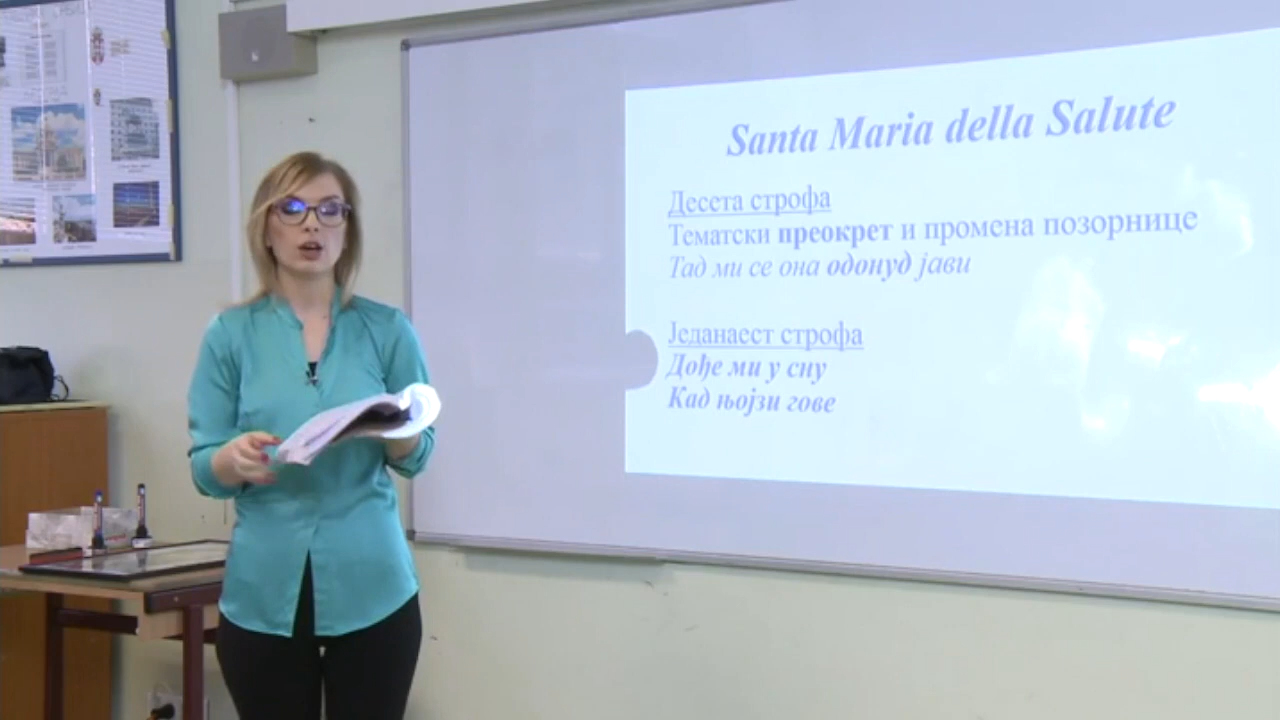 Santa Maria della Salute
Десета строфа
Тематски преокрет и промена позорнице
Тад ми се она одонуд јави
Једанаест строфа
Дође ми у сну
Кад њојзи гове